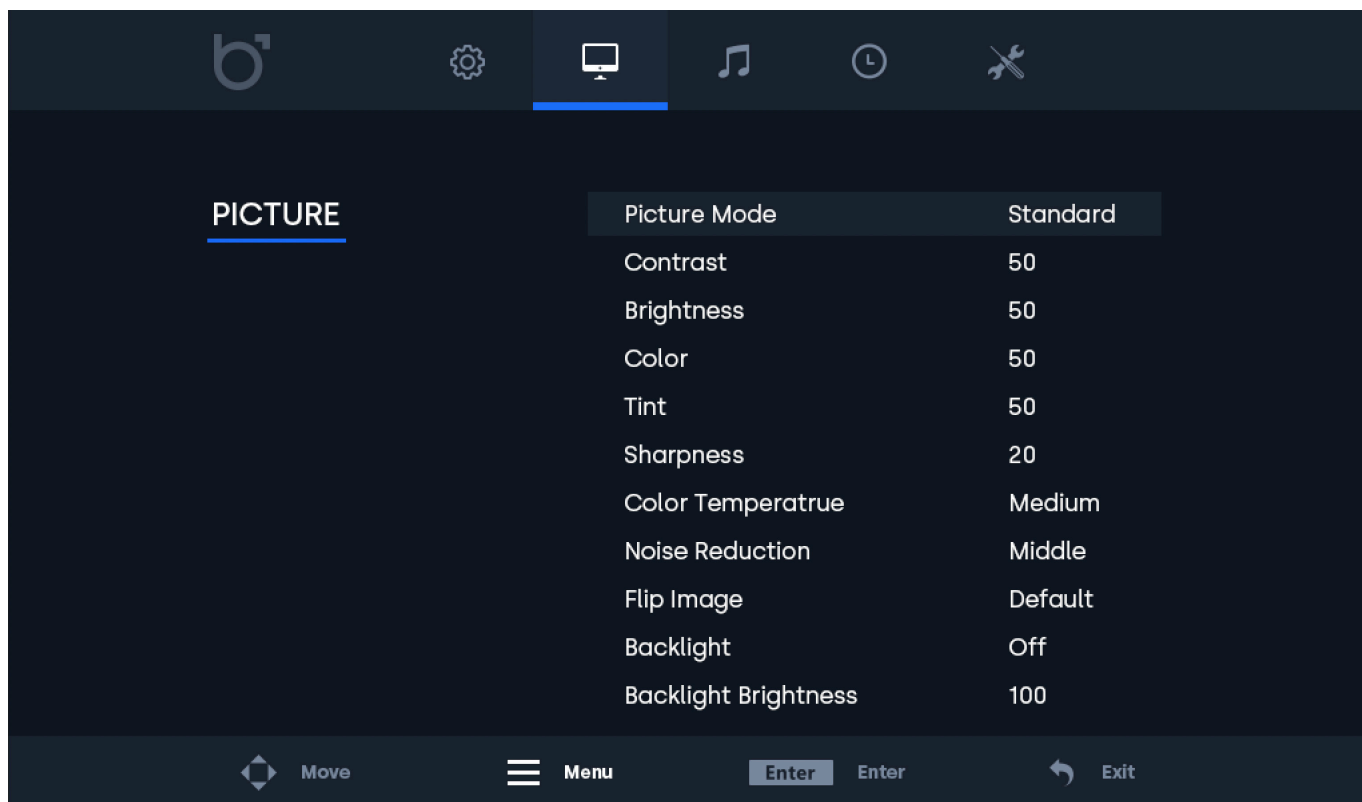 PICTURE
Picture Mode Standard
Contrast 50
Brightness 50
Color 50
Tint 50
Sharpness 20
Color Temperatrue Medium
Noise Reduction Middle
Flip Image Default
Backlight Off
Backlight Brightness 100
Move Menu Enter Enter Exit